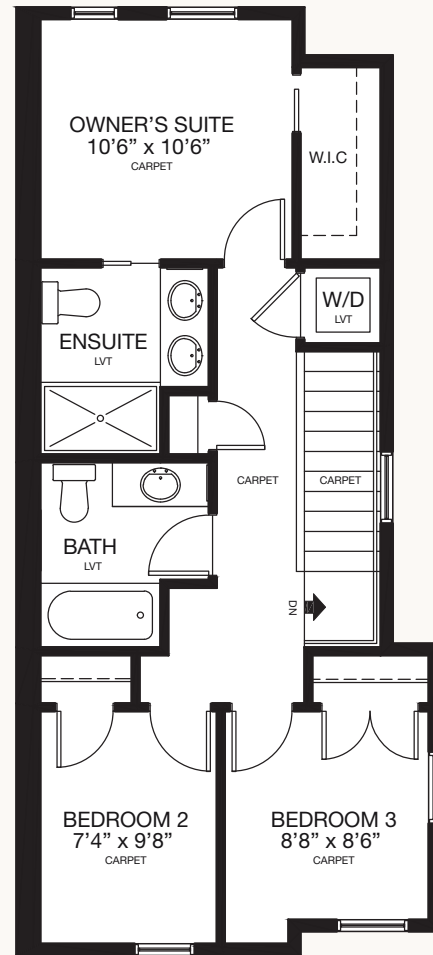 OWNER’S SUITE
10’6” x 10’6”
CARPET
W.I.C
W/D
LVT
ENSUITE
LVT
CARPET
CARPET
BATH
LVT
DN
BEDROOM 2
7’4” x 9’8”
CARPET
BEDROOM 3
8’8” x 8’6”
CARPET